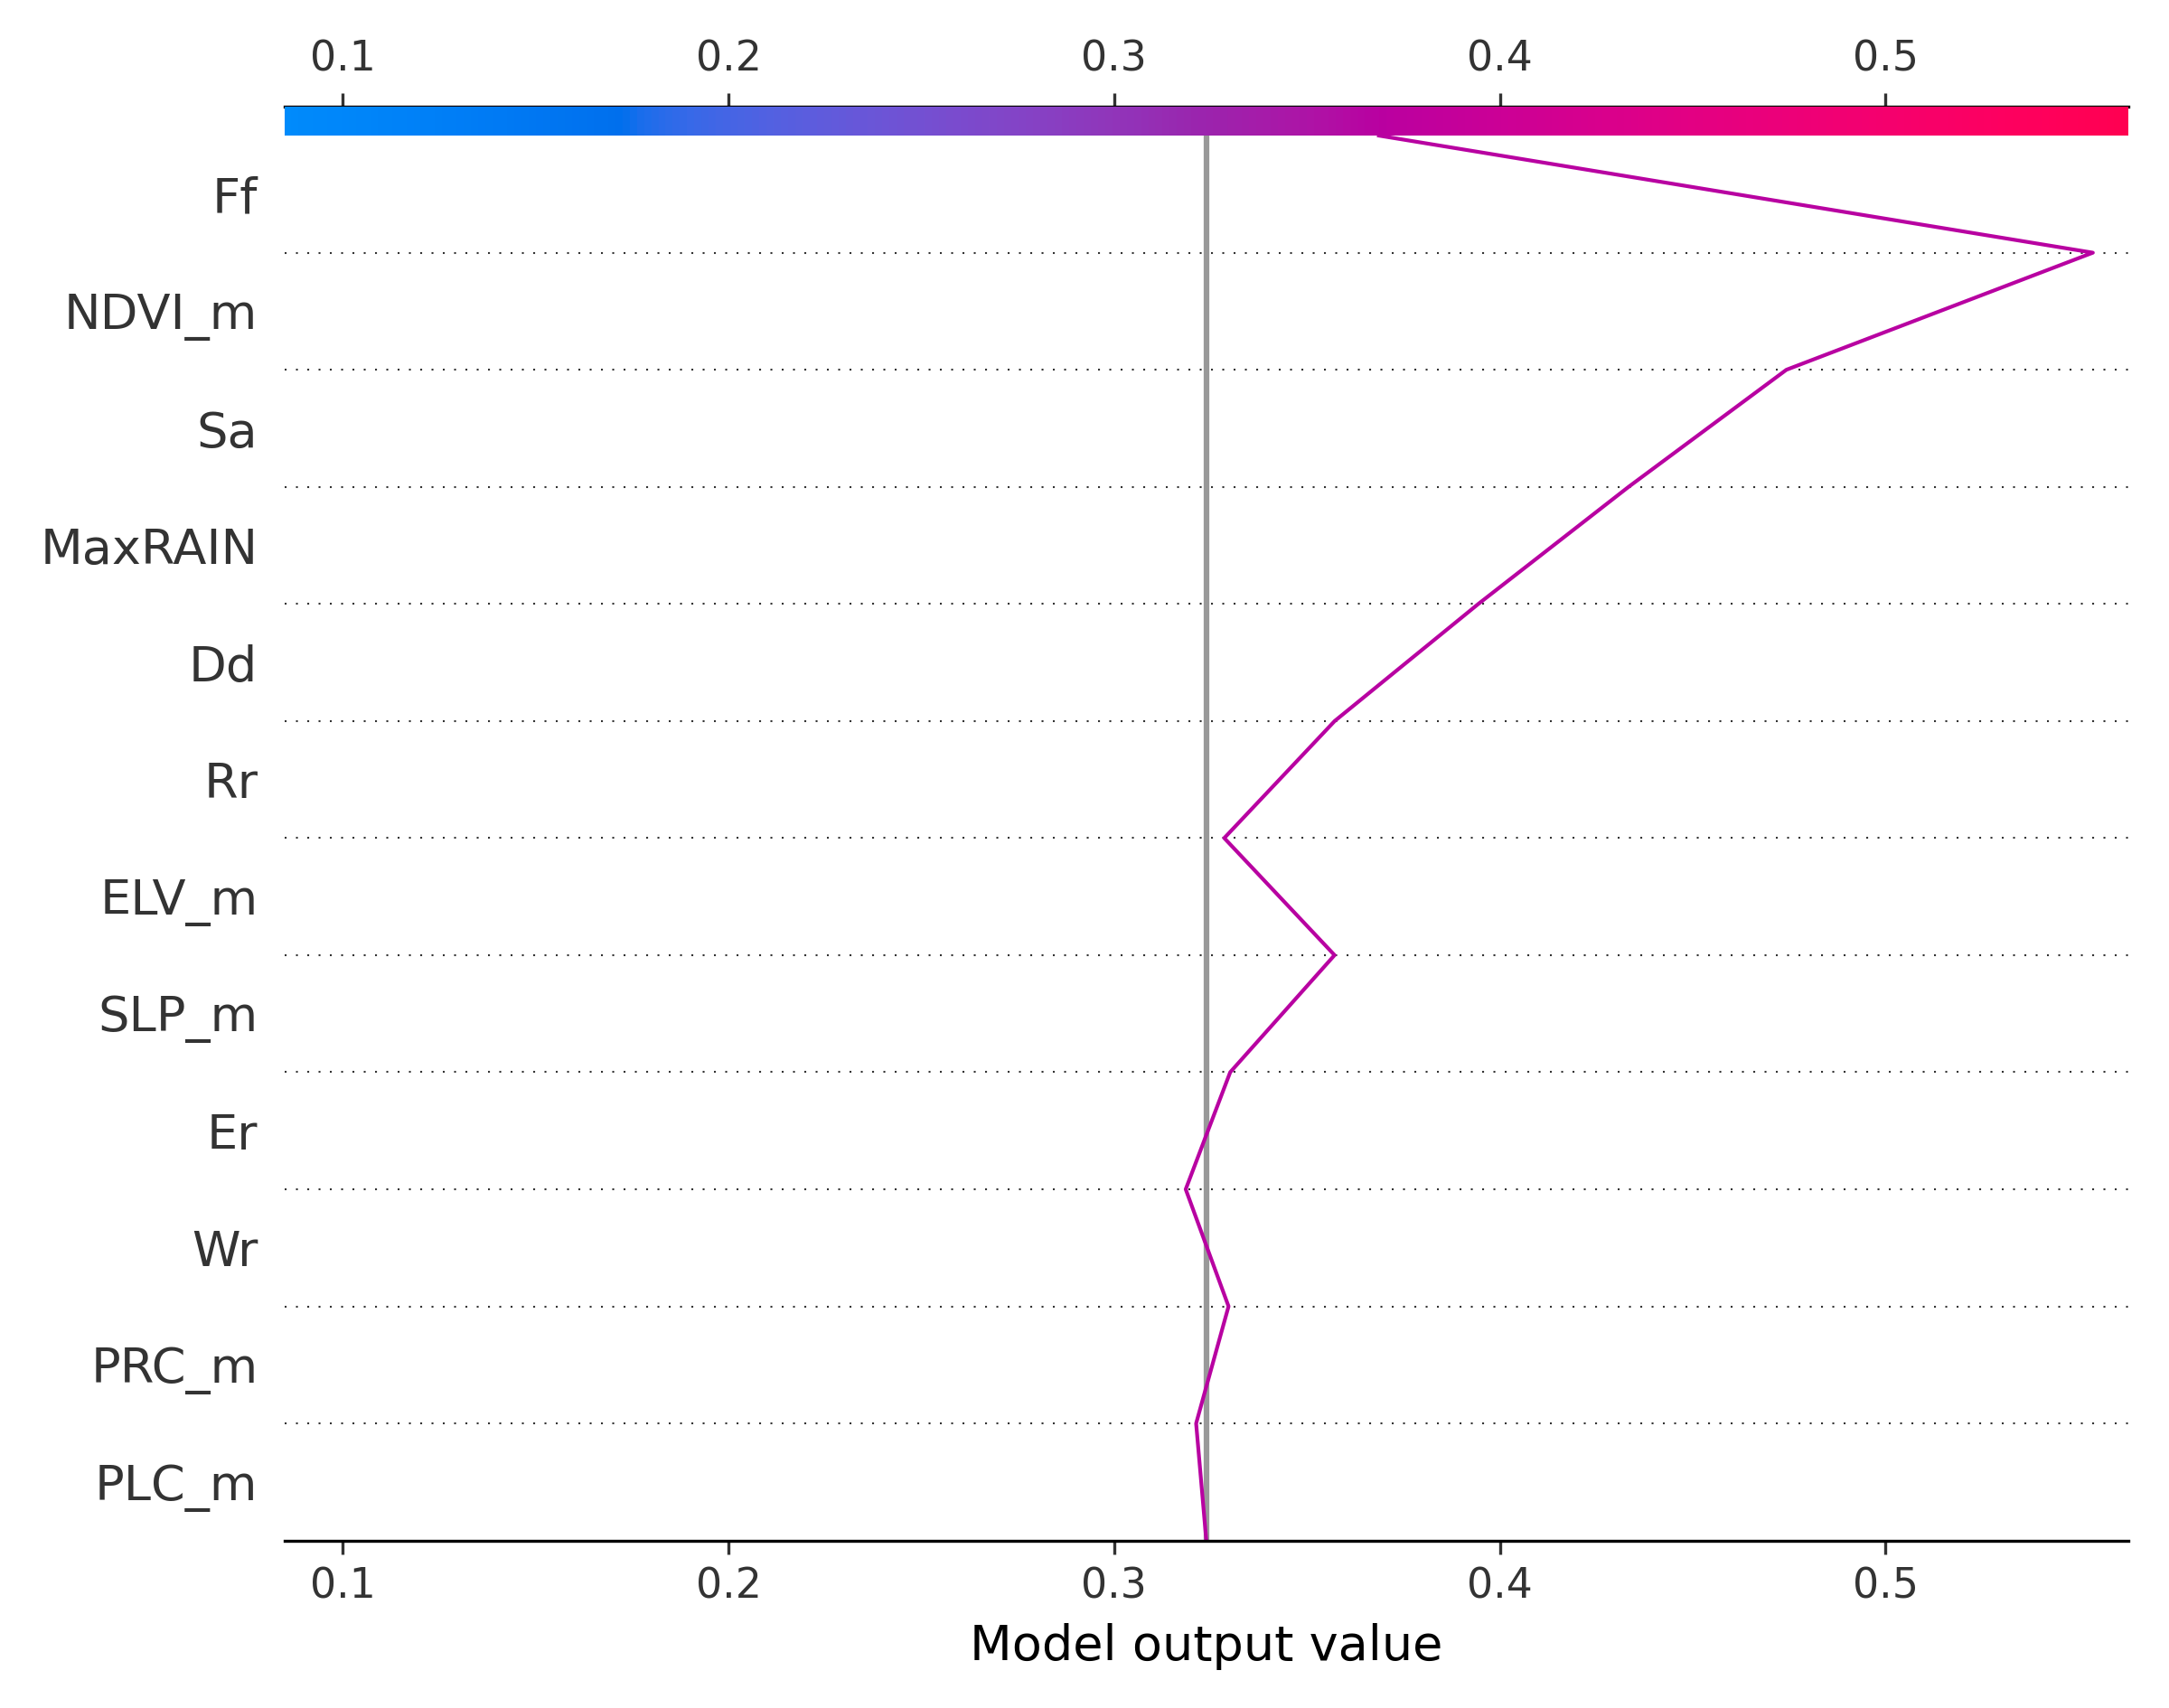 0.1 0.2 0.3 0.4 0.5
Ff
NDVI_m
Sa
MaxRAIN
Dd
Rr
ELV_m
SLP_m
Er
Wr
PRC_m
PLC_m
0.1 0.2 0.3 0.4 0.5
Model output value